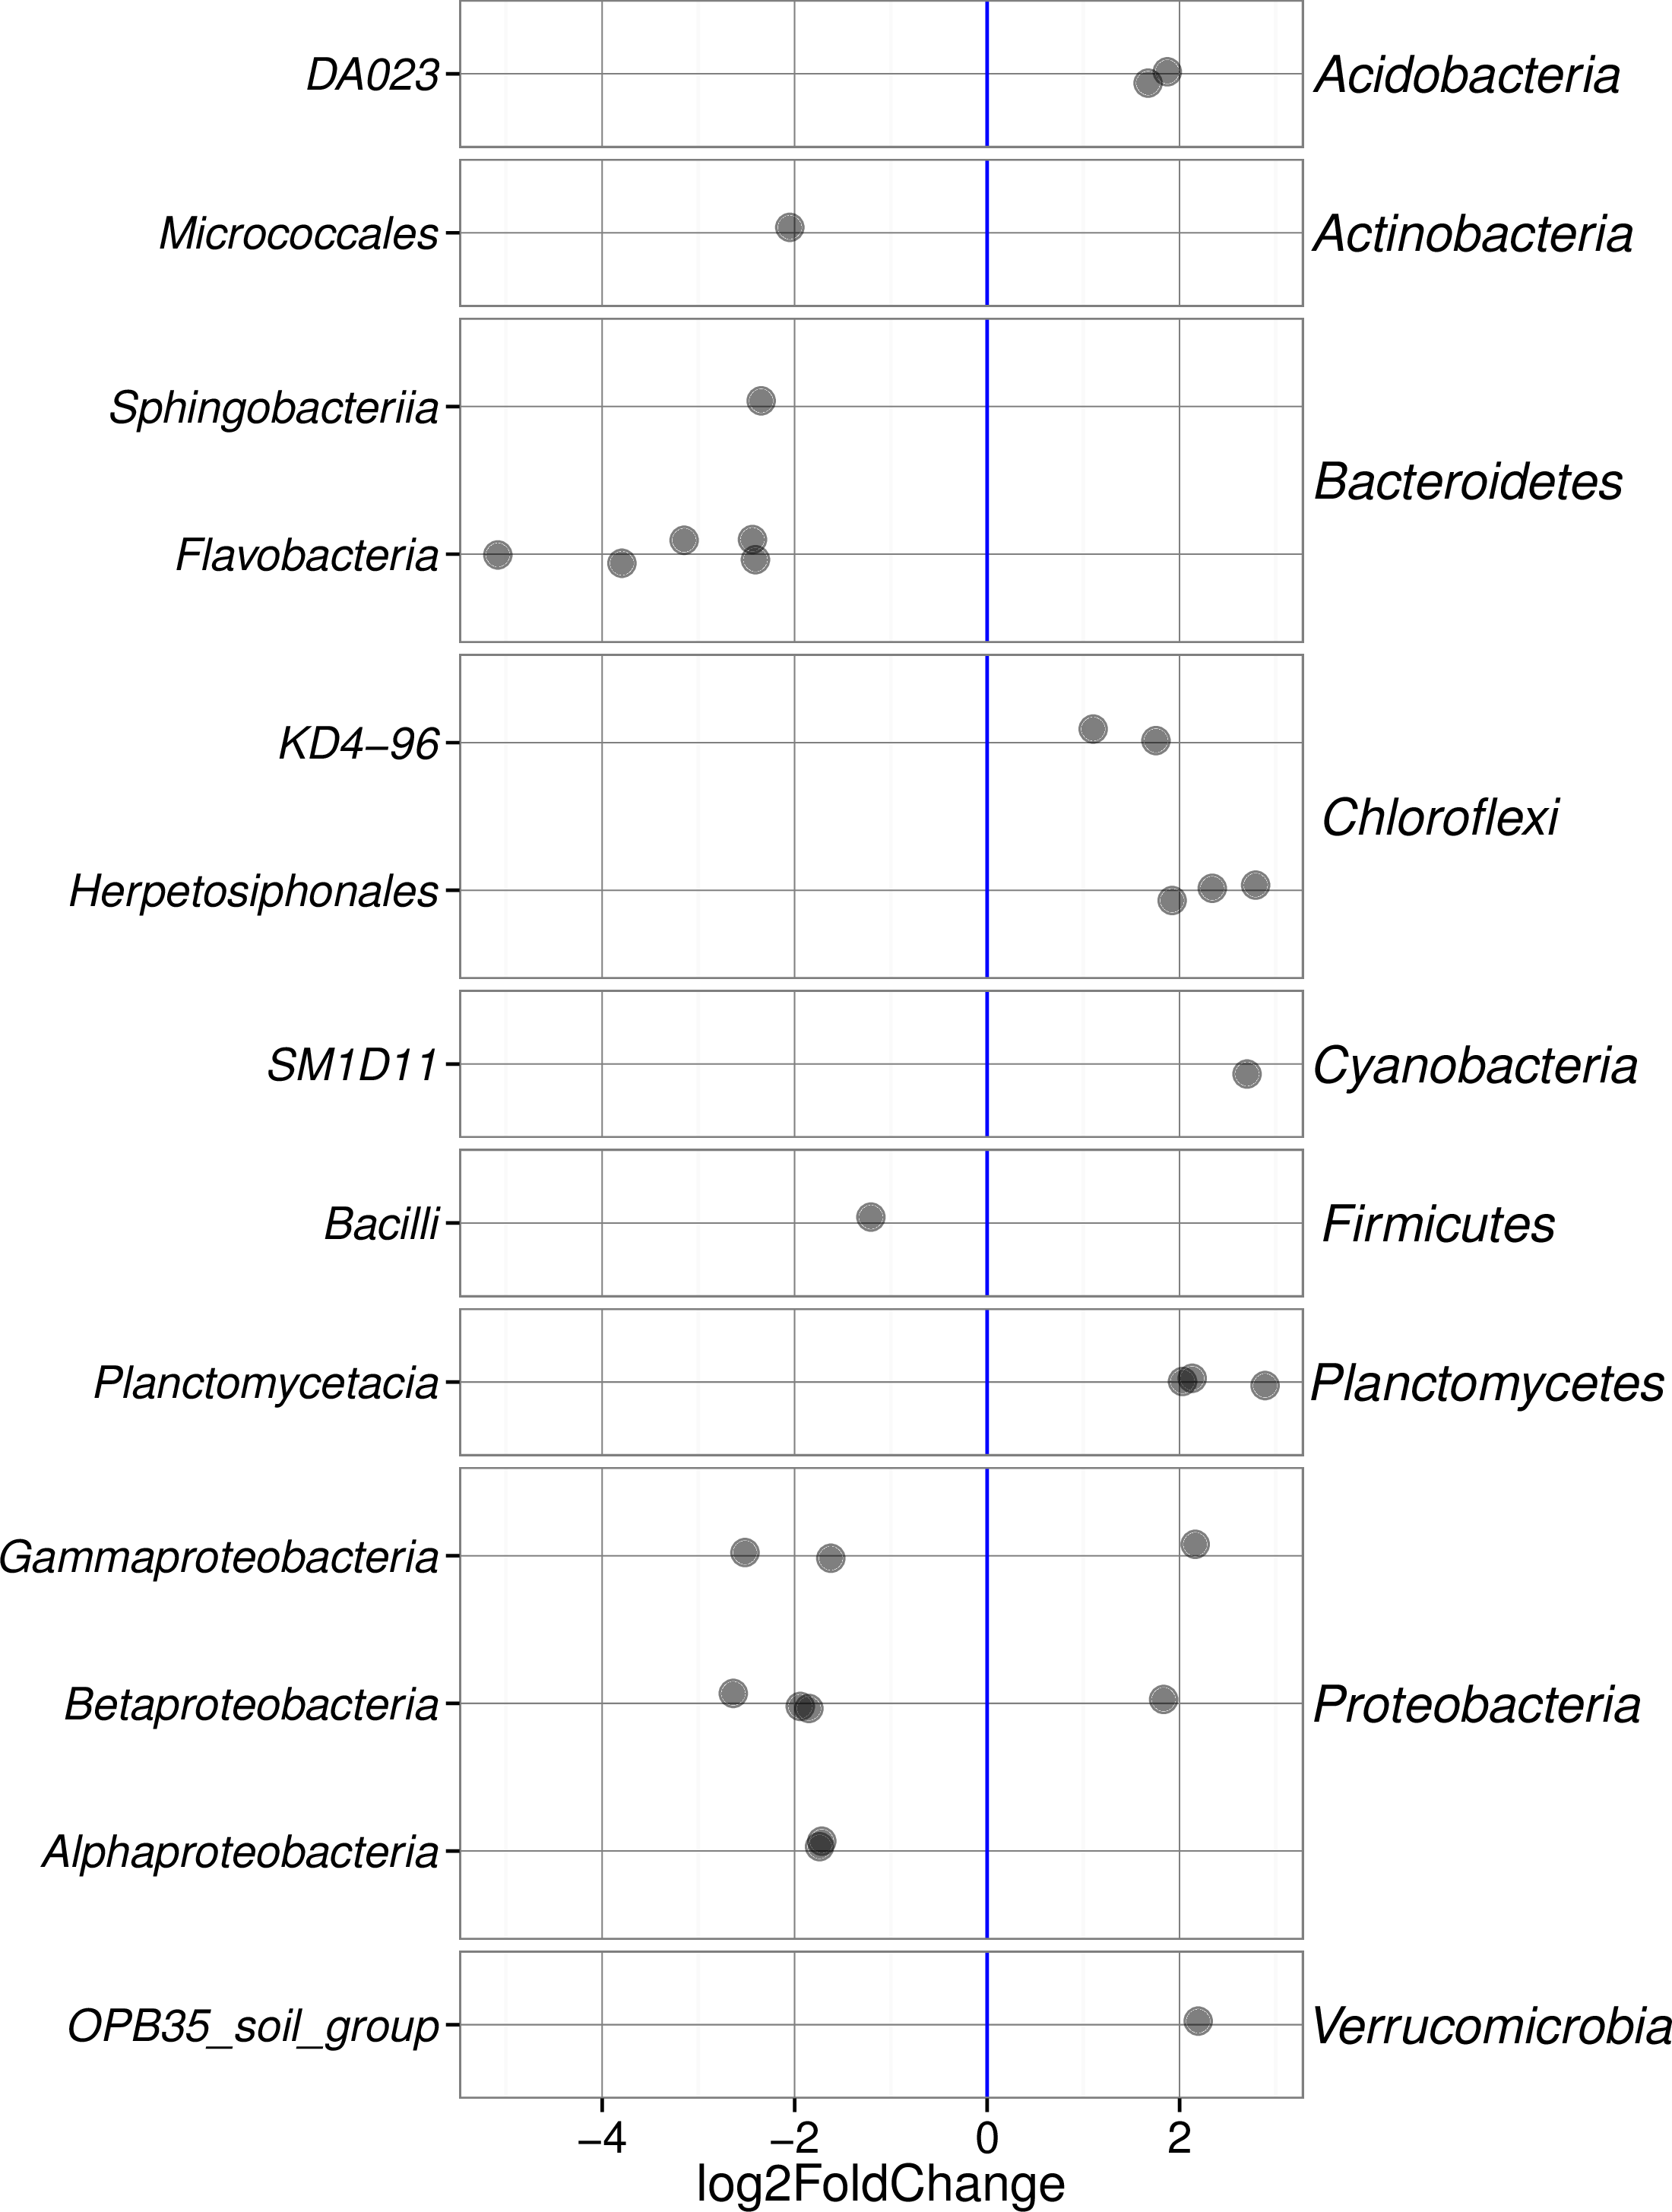 DA023
Acidobacteria
Micrococcales
Actinobacteria
Sphingobacteriia
Bacteroidetes
Flavobacteria
KD4−96
Chloroflexi
Herpetosiphonales
SM1D11
Cyanobacteria
Bacilli
Firmicutes
Planctomycetacia
Planctomycetes
Gammaproteobacteria
Betaproteobacteria
Proteobacteria
Alphaproteobacteria
OPB35_soil_group
Verrucomicrobia
−4 −2 0 2
log2FoldChange